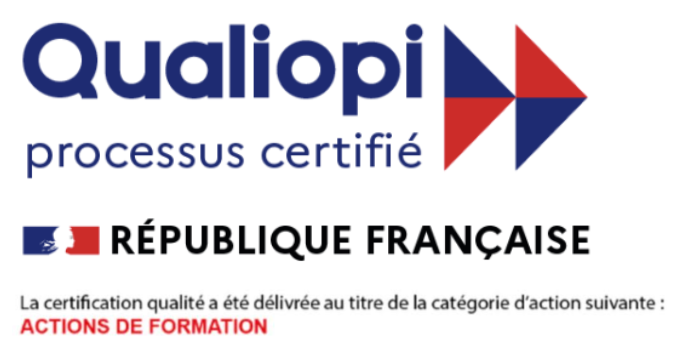 Qualiopi
processus certifié
RÉPUBLIQUE FRANÇAISE
La certification qualité a été délivrée au titre de la catégorie d'action suivante :
ACTIONS DE FORMATION